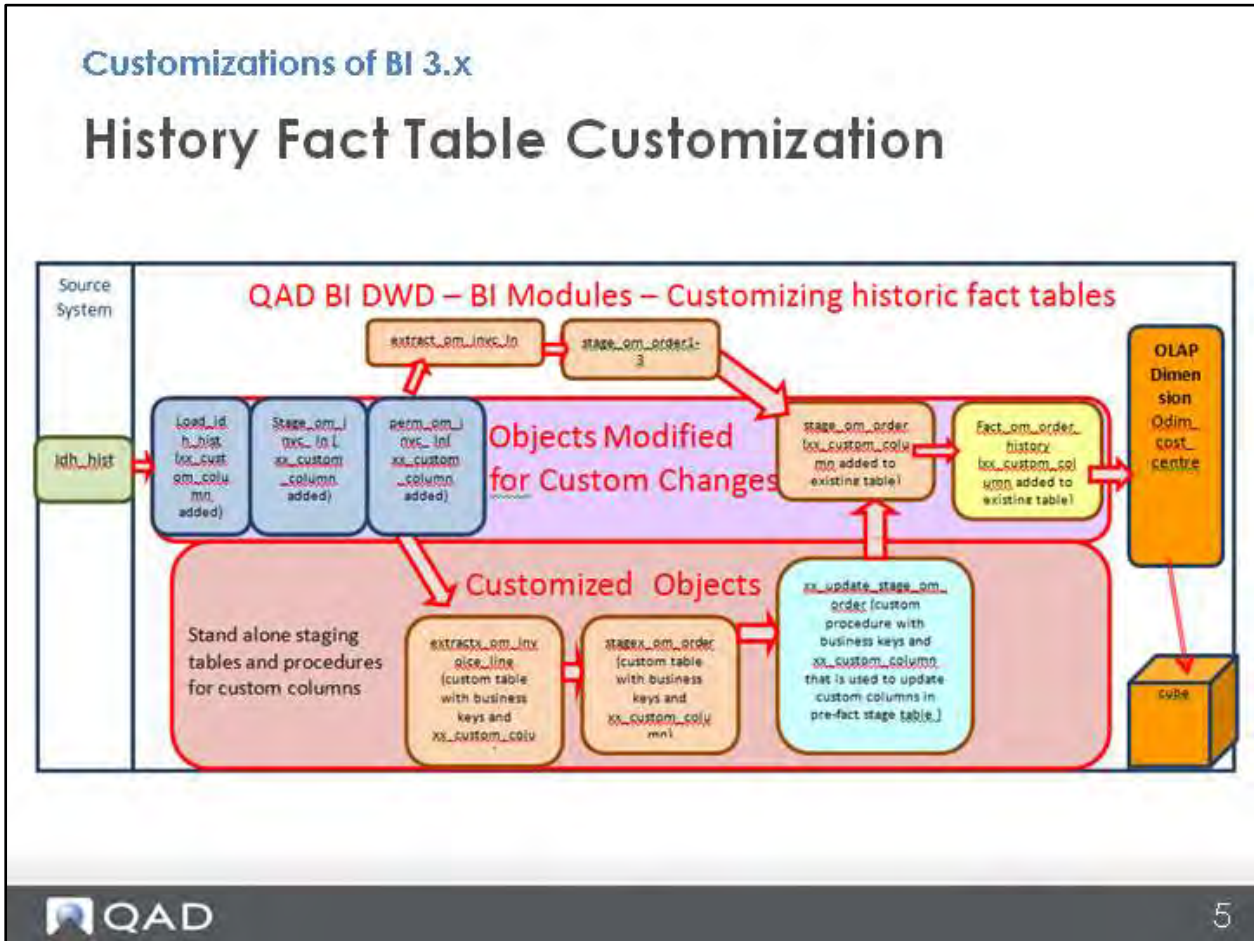 Customizations of BI 3.x
History Fact Table Customization
Source
System
QAD BI DWD – BI Modules – Customizing historic fact tables
extract_om_invc_ln
stage_om_order1-
3
OLAP
Dimen
sion
Odim_
cost_
centre
Idh_hist
Load_id
h_hist
(xx_cust
om_colu
mn
added)
Stage_om_i
nvc_ln (
xx_custom
_column
added)
perm_om_i
nvc_ln(
xx_custom
_column
added)
Objects Modified
for Custom Changes
stage_om_order
(xx_custom_colu
mn added to
existing table)
Fact_om_order_
history
(xx_custom_col
umn added to
existing table)
Customized Objects
Stand alone staging
tables and procedures
for custom columns
extractx_om_inv
oice_line
(custom table
with business
keys and
xx_custom_colu
stagex_om_order
(custom table
with business
keys and
xx_custom_colu
mn)
xx_update_stage_om_
order (custom
procedure with
business keys and
xx_custom_column
that is used to update
custom columns in
pre-fact stage table.)
cube
QAD
5